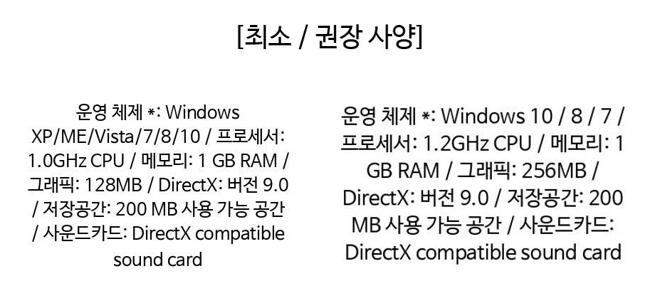 [최소 / 권장 사양]
운영 체제 *: Windows
XP/ME/Vista/7/8/10 / 프로세서:
1.0GHz CPU / 메모리: 1 GB RAM /
그래픽: 128MB / DirectX: 버전 9.0
/ 저장공간: 200 MB 사용 가능 공간
/ 사운드카드: DirectX compatible
sound card
운영 체제 *: Windows 10 / 8 / 7 /
프로세서: 1.2GHz CPU / 메모리: 1
GB RAM / 그래픽: 256MB /
DirectX: 버전 9.0 / 저장공간: 200
MB 사용 가능 공간 / 사운드카드:
DirectX compatible sound card